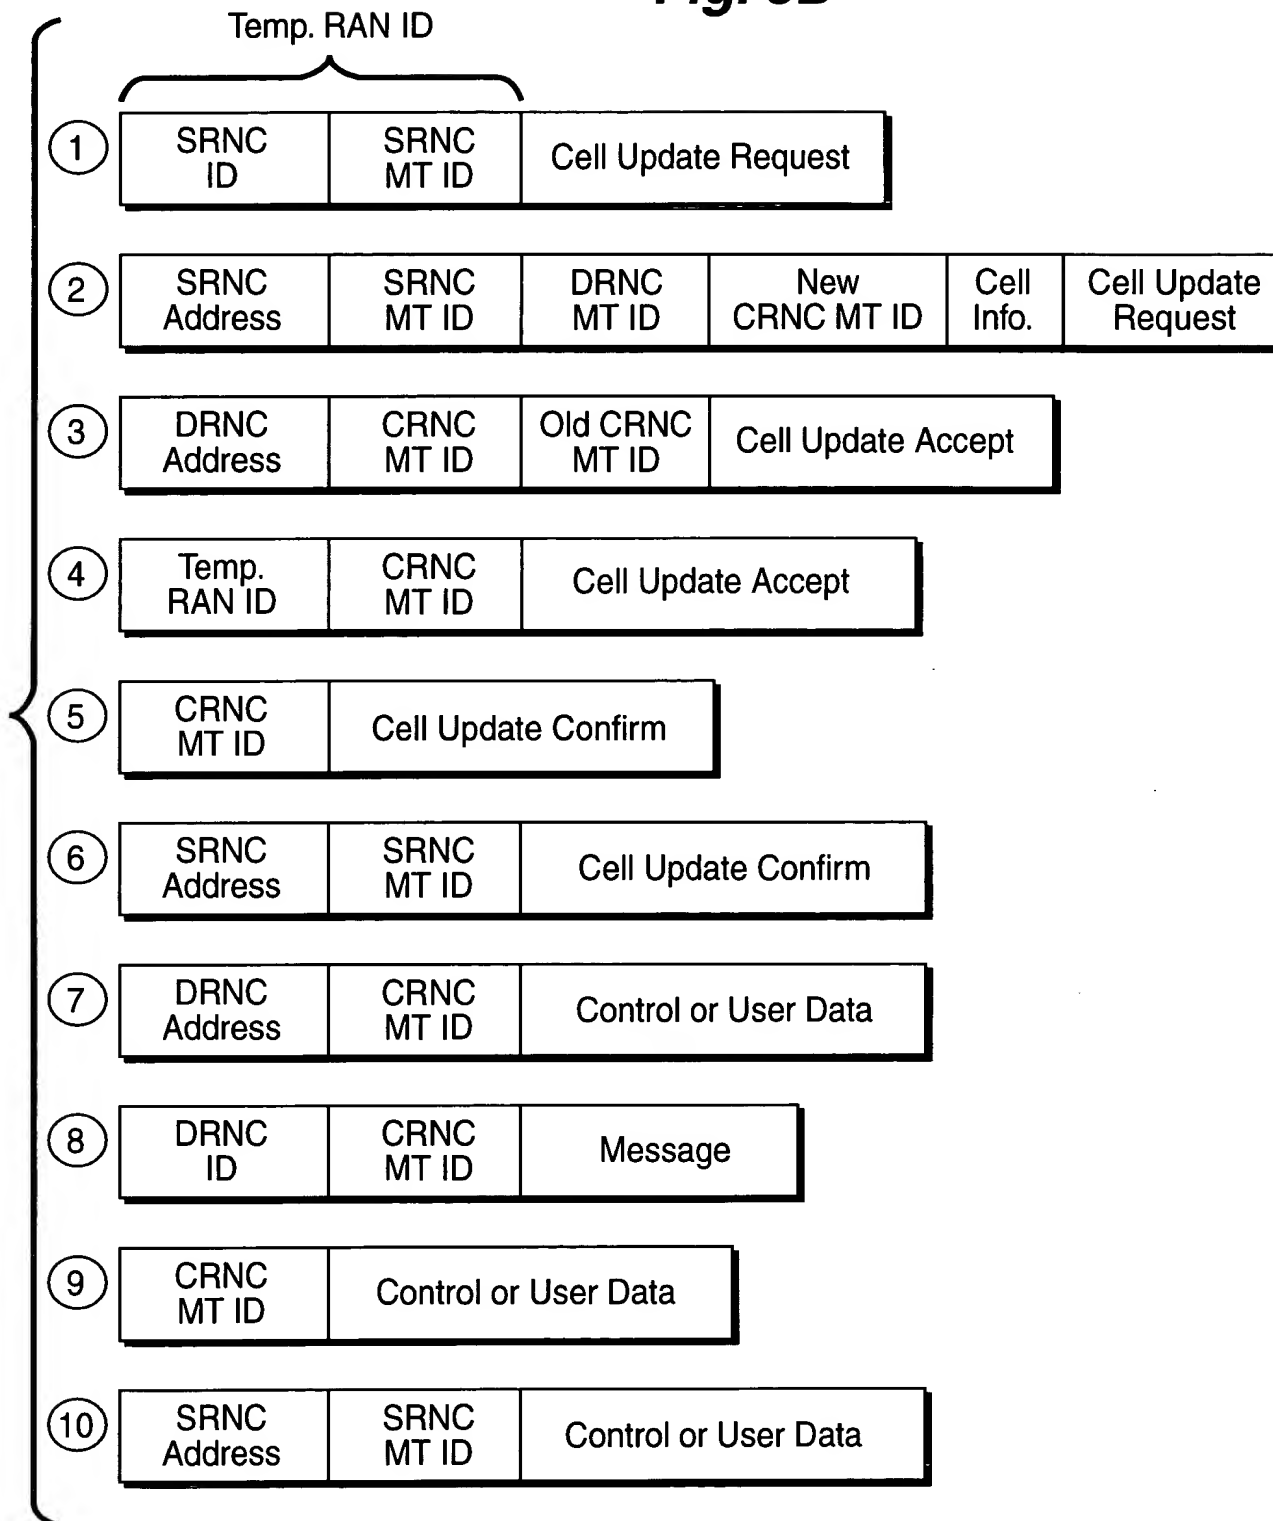 Temp. RAN ID
1
SRNC ID
SRNC MT ID
Cell Update Request
2
SRNC Address
SRNC MT ID
DRNC MT ID
New CRNC MT ID
Cell Info.
Cell Update Request
3
DRNC Address
CRNC MT ID
Old CRNC MT ID
Cell Update Accept
4
Temp. RAN ID
CRNC MT ID
Cell Update Accept
5
CRNC MT ID
Cell Update Confirm
6
SRNC Address
SRNC MT ID
Cell Update Confirm
7
DRNC Address
CRNC MT ID
Control or User Data
8
DRNC ID
CRNC MT ID
Message
9
CRNC MT ID
Control or User Data
10
SRNC Address
SRNC MT ID
Control or User Data